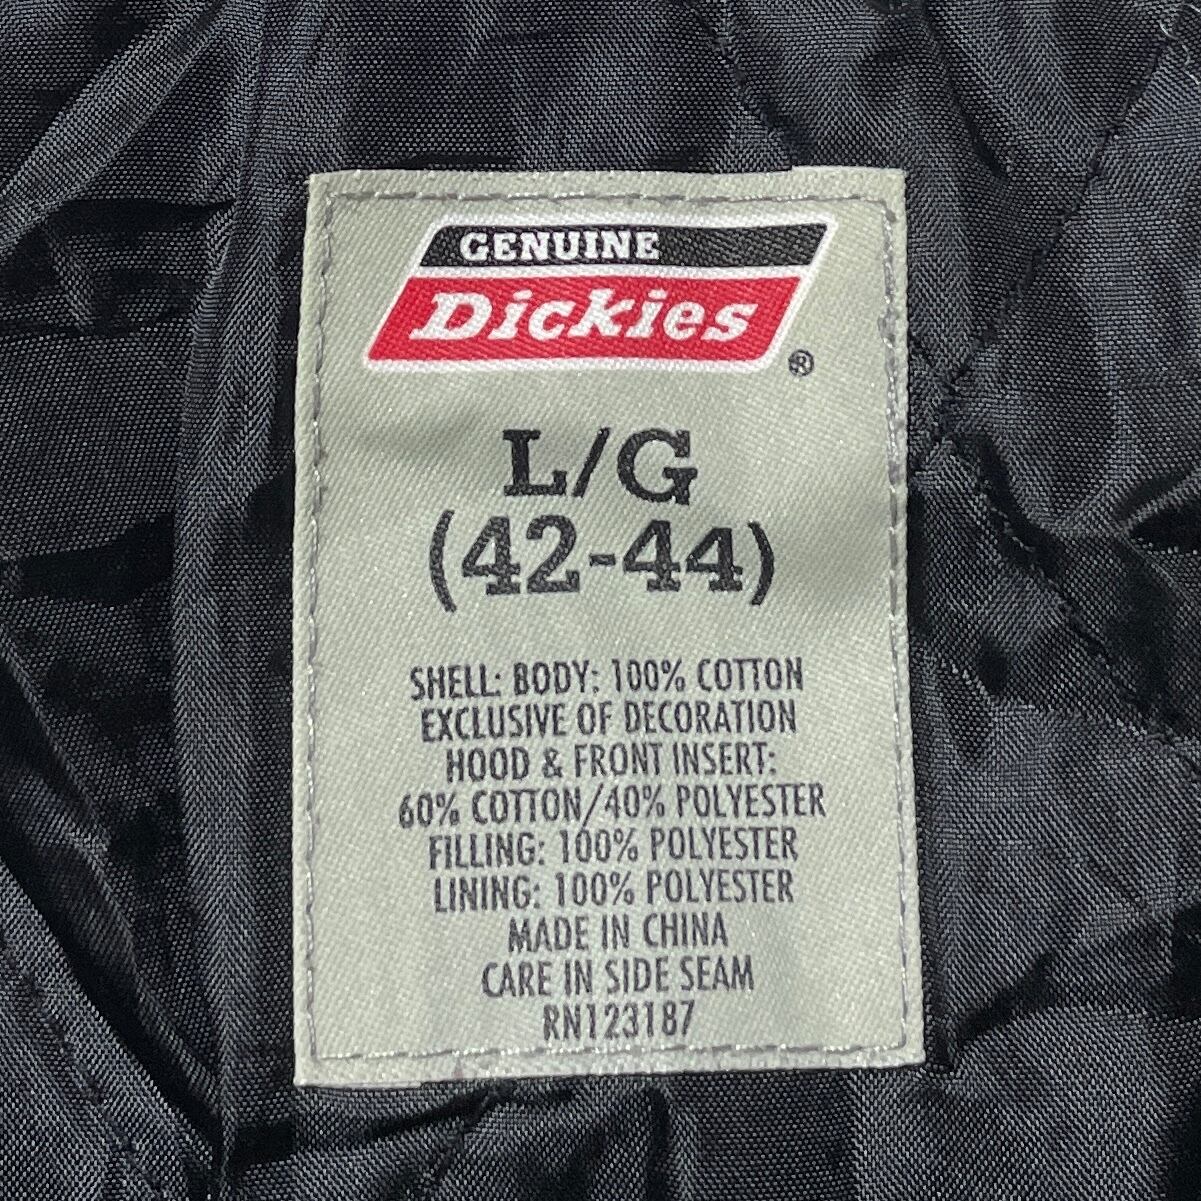 GENUINE
Dickies
®
L/G
(42-44)
SHELL: BODY: 100% COTTON
EXCLUSIVE OF DECORATION
HOOD & FRONT INSERT:
60% COTTON/40% POLYESTER
FILLING: 100% POLYESTER
LINING: 100% POLYESTER
MADE IN CHINA
CARE IN SIDE SEAM
RN123187